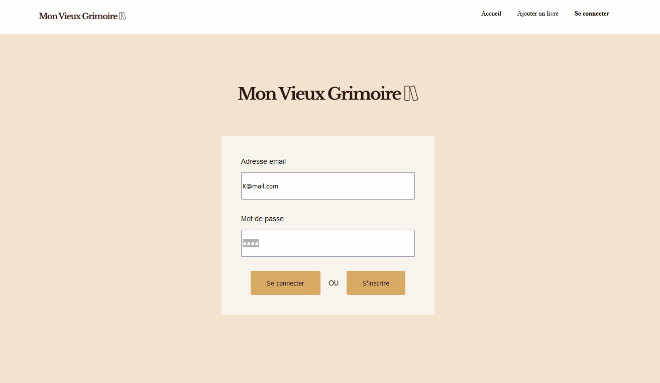 Mon Vieux Grimoire
Accueil Ajouter un livre Se connecter
Mon Vieux Grimoire
Adresse email
K@mail.com
Mot de passe
****
Se connecter OU S'inscrire